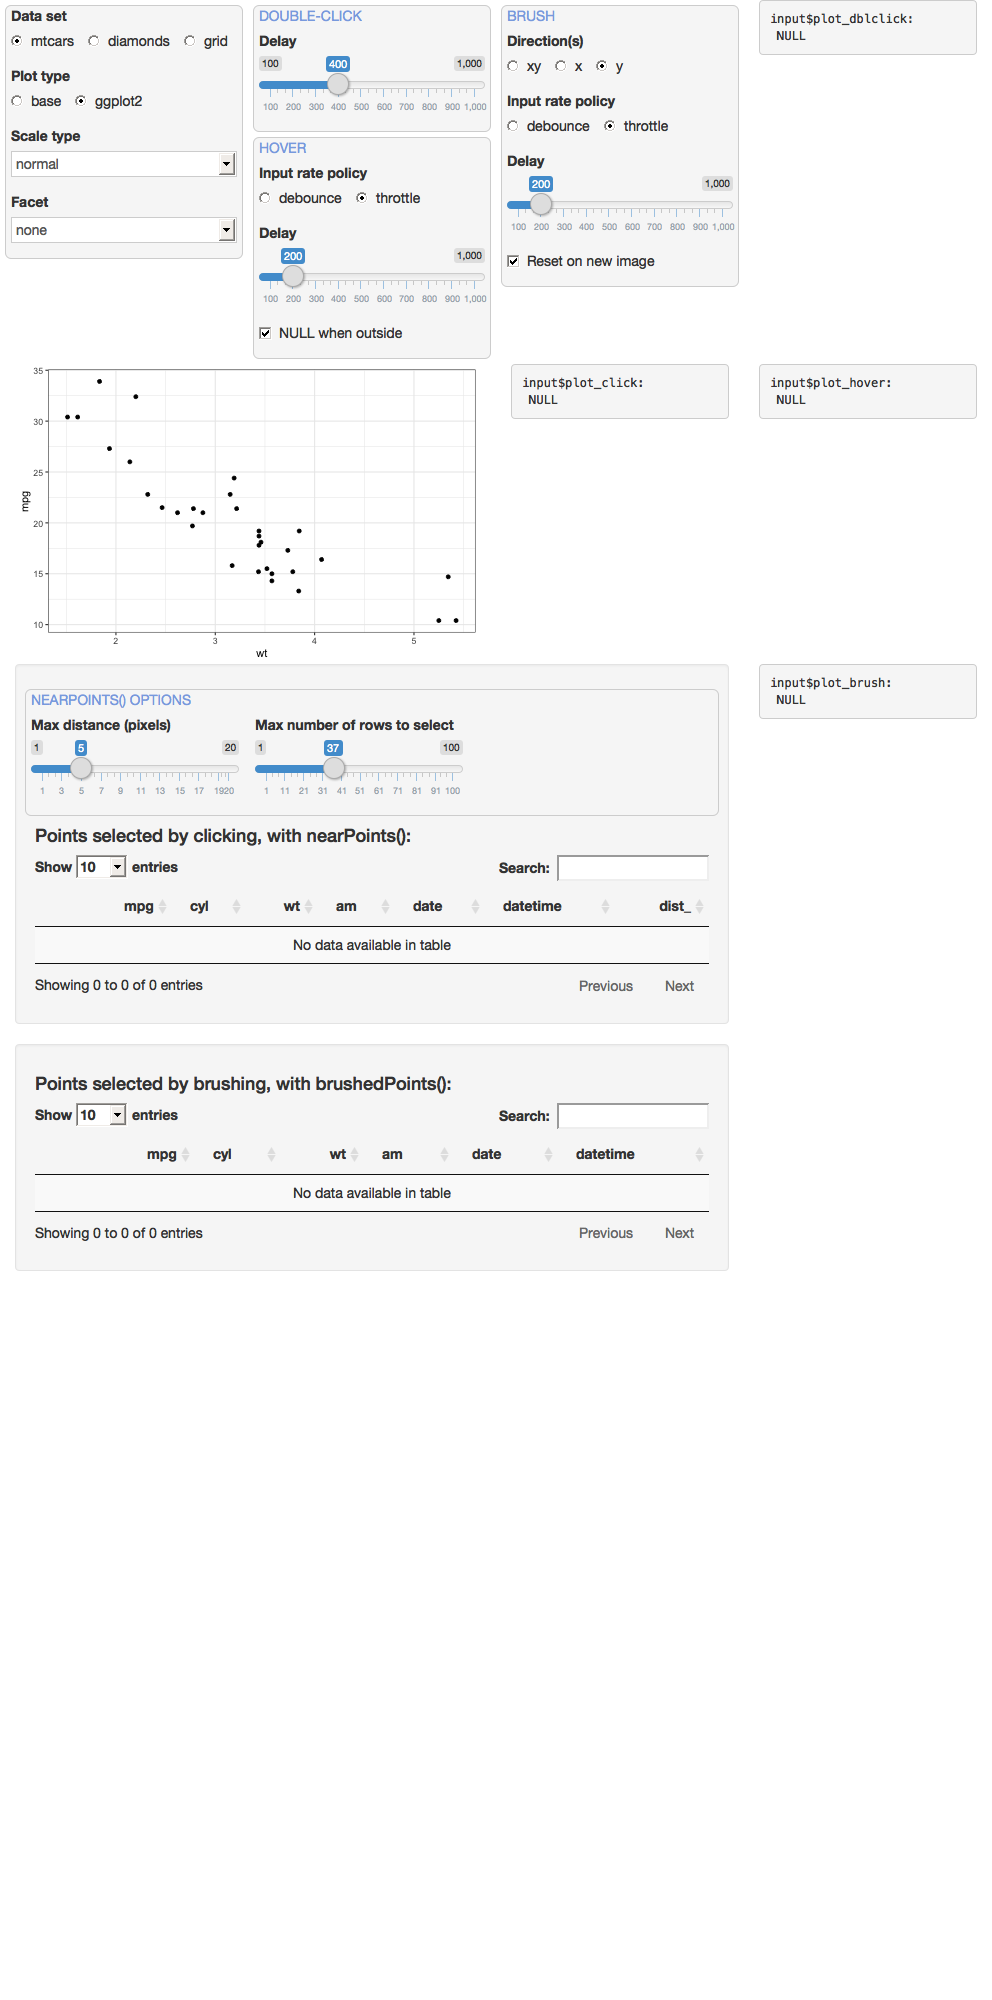 Data set
mtcars diamonds grid
Plot type
base ggplot2
Scale type
normal
Facet
none
DOUBLE-CLICK
Delay
100 400 1,000
100 200 300 400 500 600 700 800 900 1,000
HOVER
Input rate policy
debounce throttle
Delay
200 1,000
100 200 300 400 500 600 700 800 900 1,000
NULL when outside
BRUSH
Direction(s)
xy x y
Input rate policy
debounce throttle
Delay
200 1,000
100 200 300 400 500 600 700 800 900 1,000
Reset on new image
input$plot_dblclick:
NULL
35
30
25
20
15
10
mpg
2 3 4 5
wt
input$plot_click:
NULL
input$plot_hover:
NULL
NEARPOINTS() OPTIONS
Max distance (pixels)
1 5 20
1 3 5 7 9 11 13 15 17 19 20
Max number of rows to select
1 37 100
1 11 21 31 41 51 61 71 81 91 100
Points selected by clicking, with nearPoints():
Show 10 entries
Search:
mpg cyl wt am date datetime dist_
No data available in table
Showing 0 to 0 of 0 entries
Previous Next
input$plot_brush:
NULL
Points selected by brushing, with brushedPoints():
Show 10 entries
Search:
mpg cyl wt am date datetime
No data available in table
Showing 0 to 0 of 0 entries
Previous Next